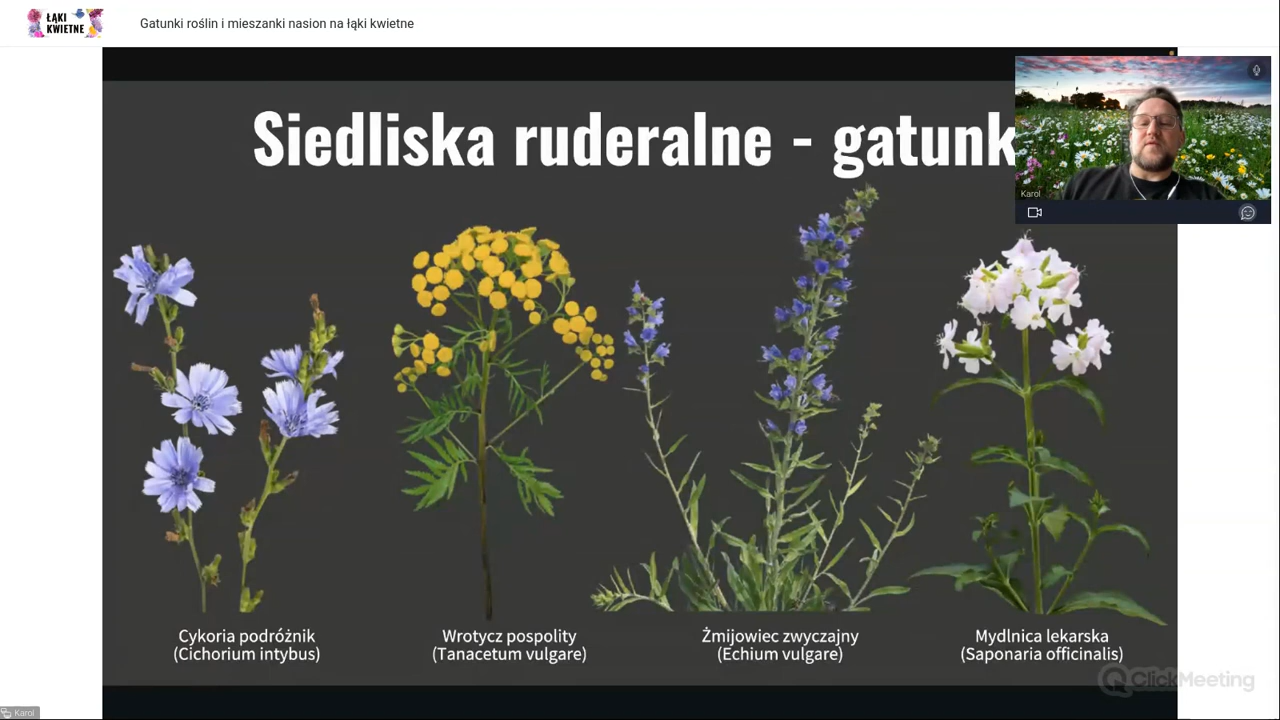 ŁĄKI
KWIETNE
Gatunki roślin i mieszanki nasion na łąki kwietne
Siedliska ruderalne - gatunk
Karol
Cykoria podróżnik
(Cichorium intybus)
Wrotycz pospolity
(Tanacetum vulgare)
Żmijowiec zwyczajny
(Echium vulgare)
Mydlnica lekarska
(Saponaria officinalis)
ClickMeeting
Karol